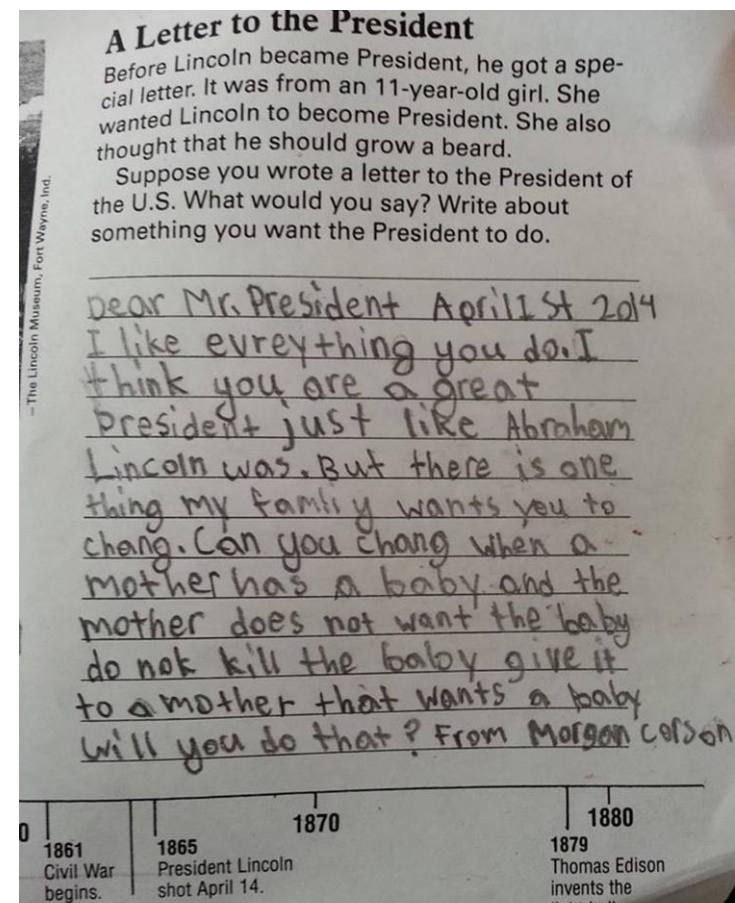 A Letter to the President
Before Lincoln became President, he got a spe-
cial letter. It was from an 11-year-old girl. She
wanted Lincoln to become President. She also
thought that he should grow a beard.
Suppose you wrote a letter to the President of
the U.S. What would you say? Write about
something you want the President to do.
—The Lincoln Museum, Fort Wayne, Ind.
Dear Mr. President April 1st 2014
I like evreything you do. I
think you are a great
president just like Abraham
Lincoln was. But there is one
thing my family wants you to
chang. Can you chang when a
mother has a baby and the
mother does not want the baby
do not kill the baby give it
to a mother that wants a baby
will you do that? From Morgan corson
0
1861
Civil War
begins.
1865
President Lincoln
shot April 14.
1870
1879
Thomas Edison
invents the
1880